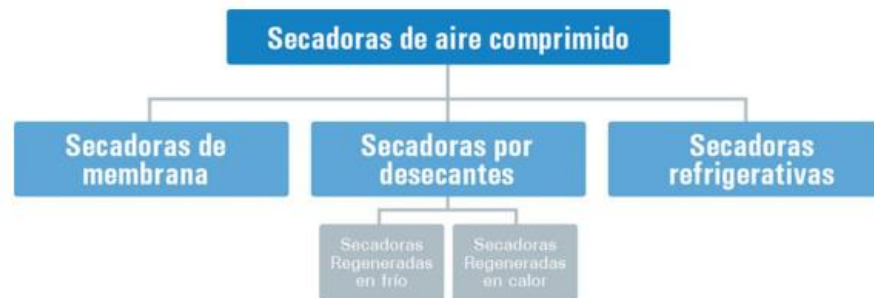 Secadoras de aire comprimido
Secadoras de
membrana
Secadoras por
desecantes
Secadoras
refrigerativas
Secadoras
Regeneradas
en frío
Secadoras
Regeneradas
en calor